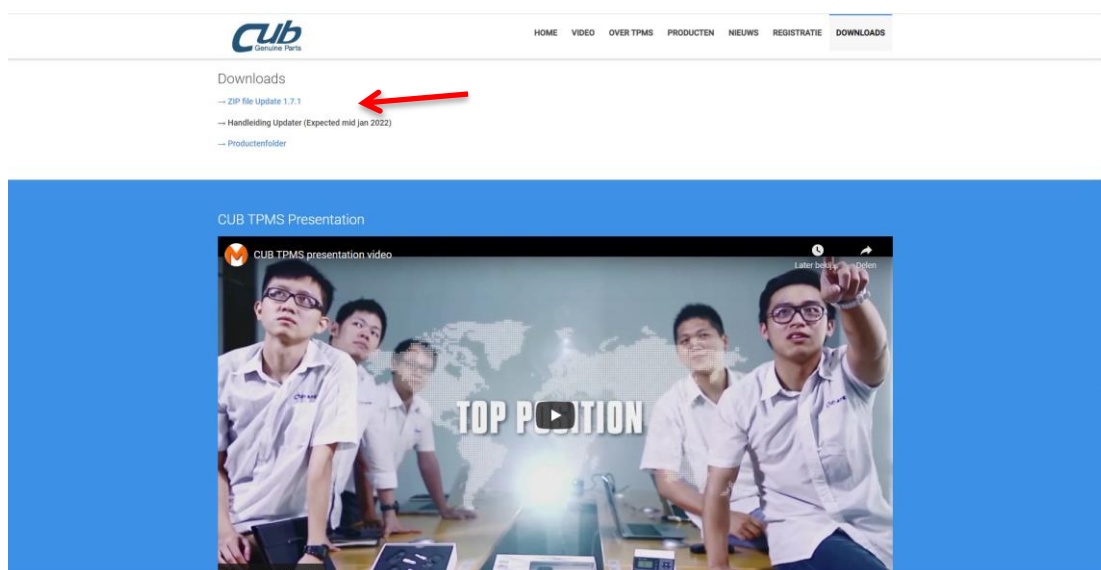 Cub
Genuine Parts
HOME VIDEO OVER TPMS PRODUCTEN NIEUWS REGISTRATIE DOWNLOADS
Downloads
→ ZIP file Update 1.7.1
→ Handleiding Updater (Expected mid jan 2022)
→ Productenfolder
CUB TPMS Presentation
CUB TPMS presentation video
Later Delen
TOP POSITION